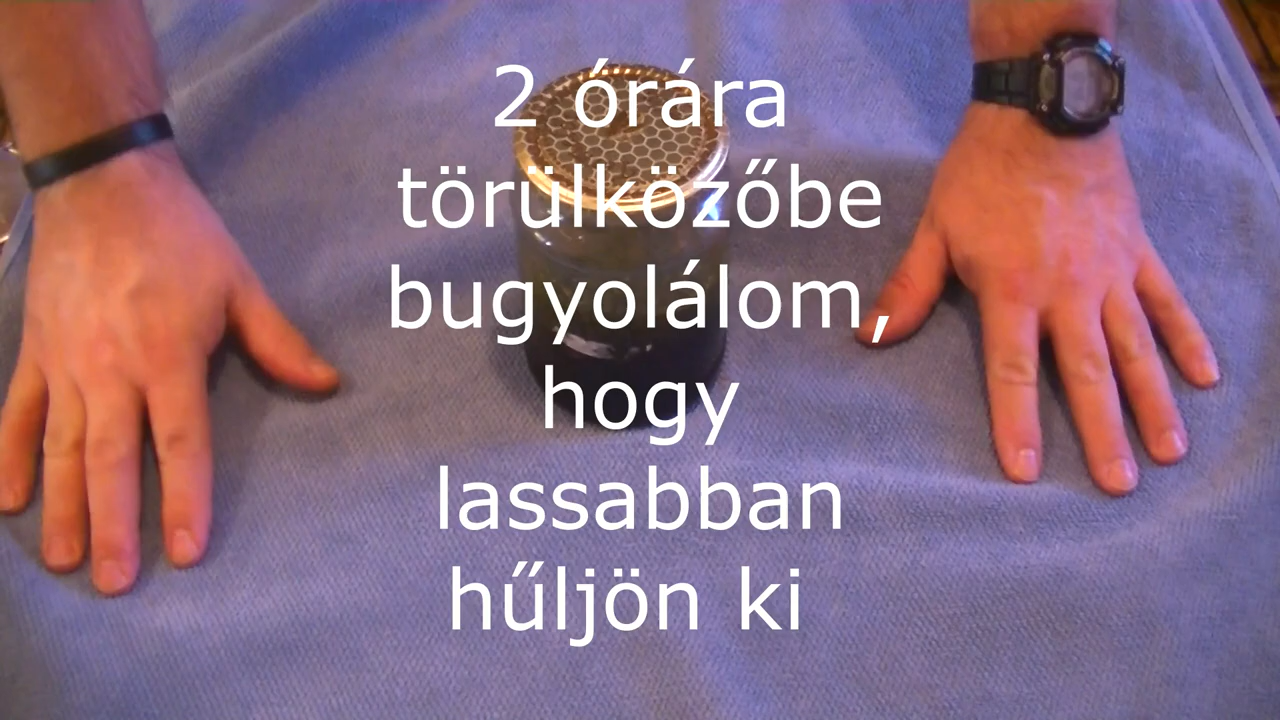 2 órára
törülközőbe
bugyolálom,
hogy
lassabban
hűljön ki